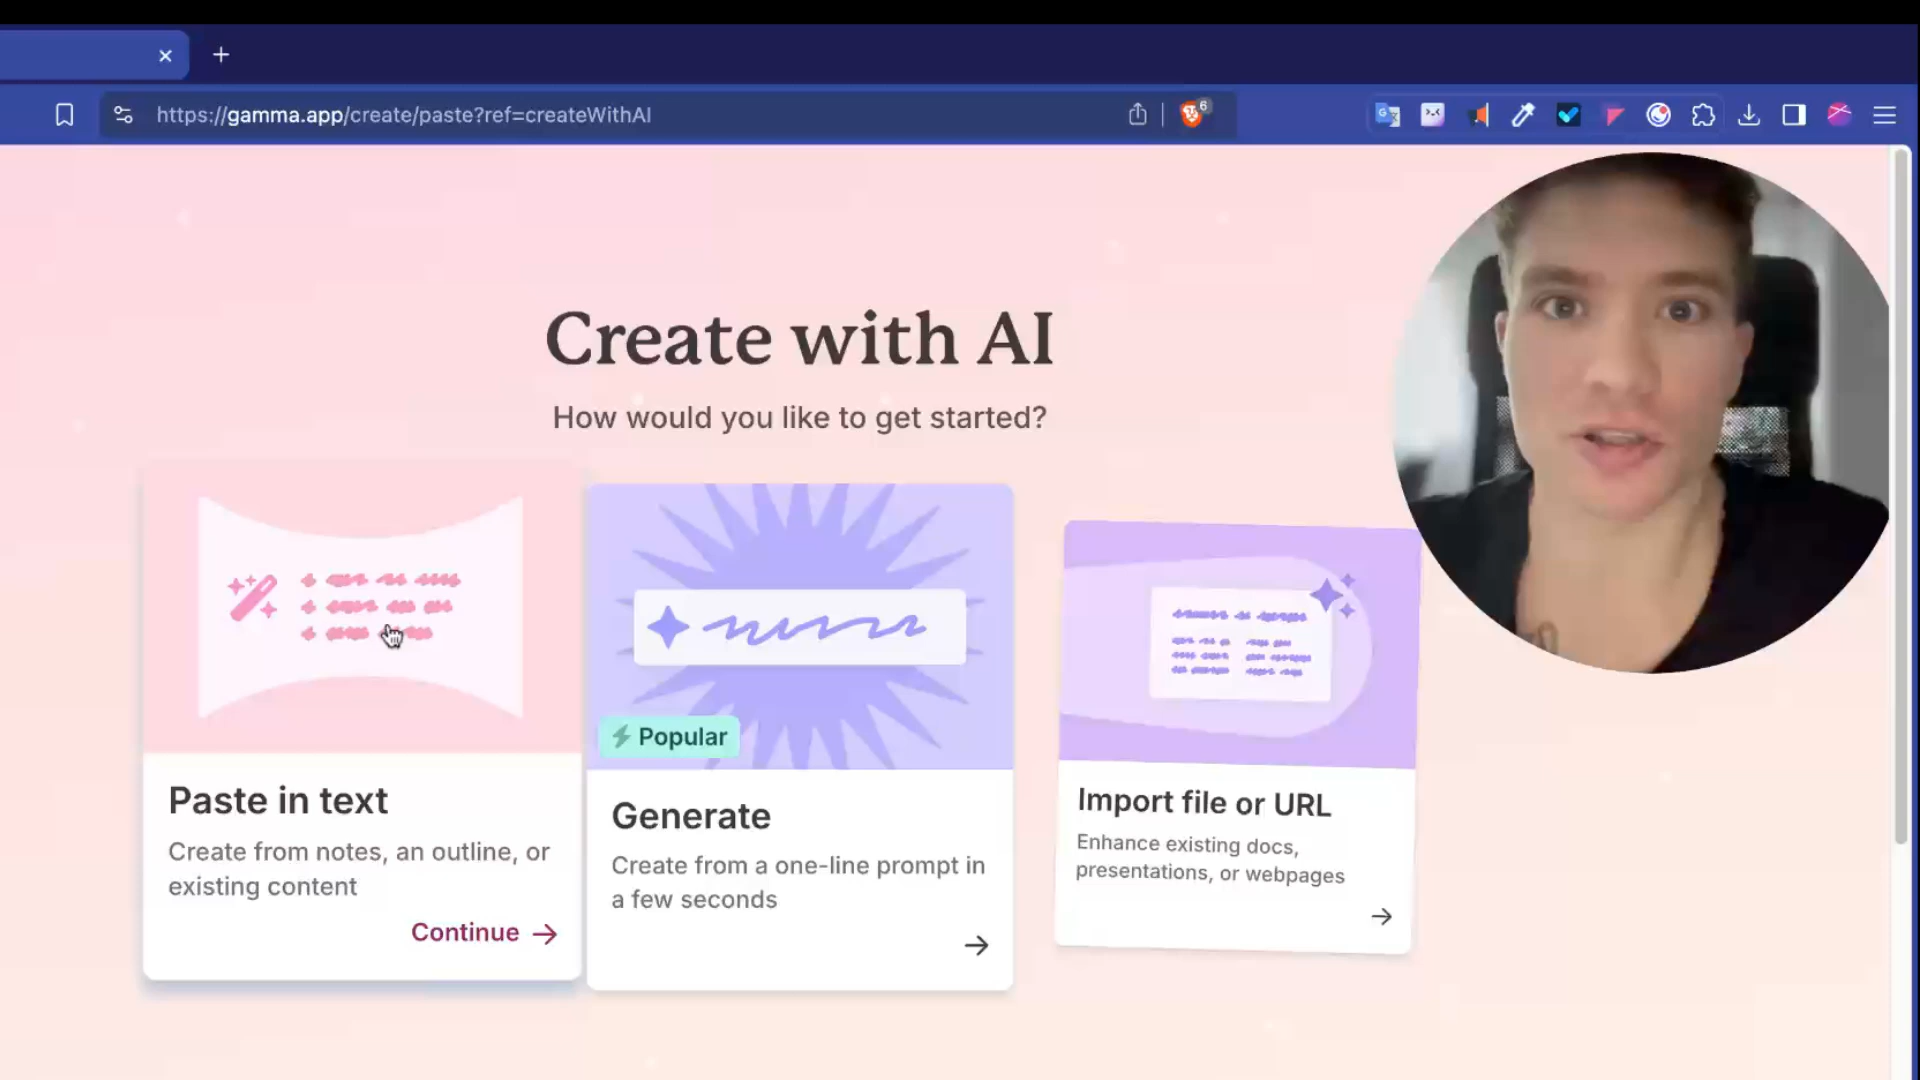 https://gamma.app/create/paste?ref=createWithAI
6
Create with AI
How would you like to get started?
Popular
Paste in text
Create from notes, an outline, or
existing content
Continue
Generate
Create from a one-line prompt in
a few seconds
Import file or URL
Enhance existing docs,
presentations, or webpages